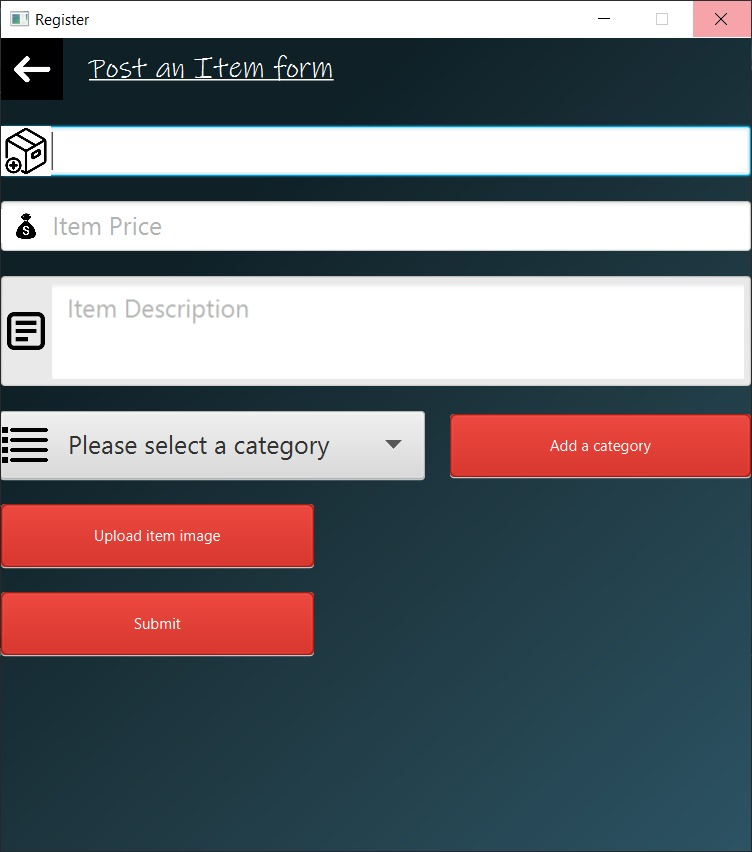 Register
Post an Item form
Item Price
Item Description
Please select a category
Add a category
Upload item image
Submit